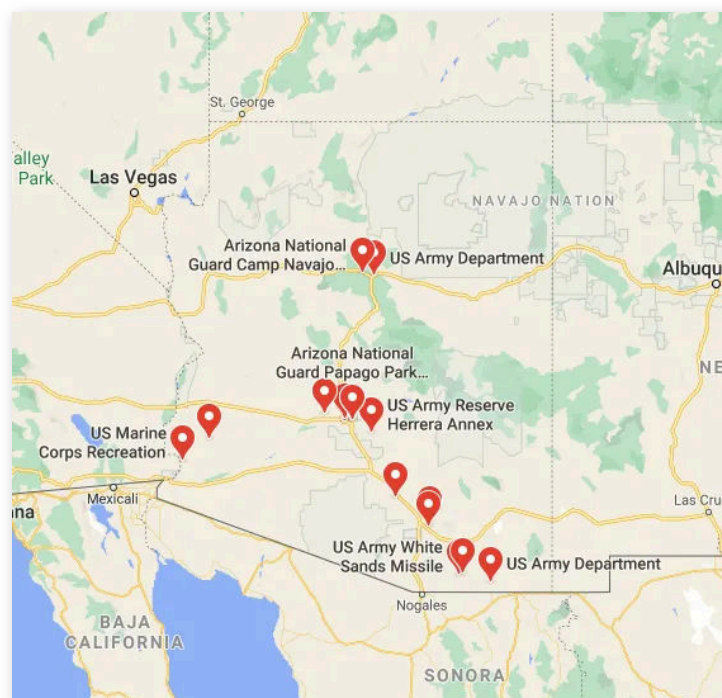 St. George
alley
Park
Las Vegas
NAVAJO NATION
Arizona National
Guard Camp Navajo...
US Army Department
Albuqu
Arizona National
Guard Papago Park...
NE
US Army Reserve
Herrera Annex
US Marine
Corps Recreation
Mexicali
ana
Las Cru
US Army White
Sands Missile
US Army Department
Nogales
BAJA
CALIFORNIA
SONORA